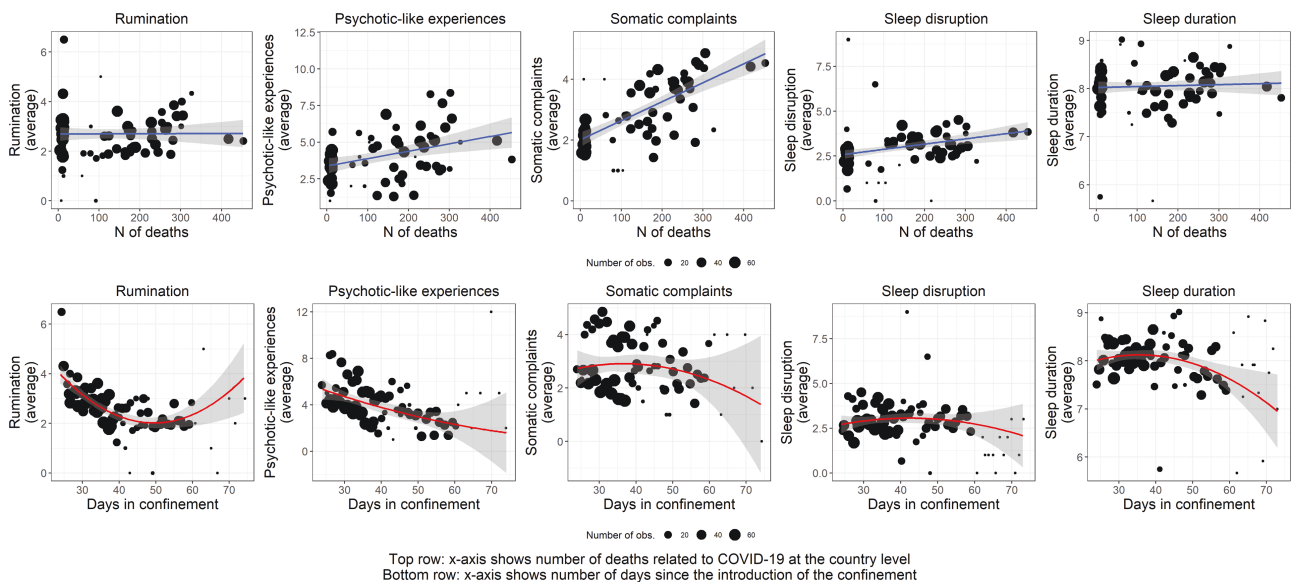 Rumination
Psychotic-like experiences
Somatic complaints
Sleep disruption
Sleep duration
Rumination
(average)
6
4
2
0
0 100 200 300 400
N of deaths
Psychotic-like experiences
(average)
12.5
10.0
7.5
5.0
2.5
0 100 200 300 400
N of deaths
Somatic complaints
(average)
4
2
0
0 100 200 300 400
N of deaths
Sleep disruption
(average)
7.5
5.0
2.5
0.0
0 100 200 300 400
N of deaths
Sleep duration
(average)
9
8
7
6
0 100 200 300 400
N of deaths
Number of obs. 20 40 60
Rumination
Psychotic-like experiences
Somatic complaints
Sleep disruption
Sleep duration
Rumination
(average)
6
4
2
0
30 40 50 60 70
Days in confinement
Psychotic-like experiences
(average)
12
8
4
0
30 40 50 60 70
Days in confinement
Somatic complaints
(average)
4
2
0
30 40 50 60 70
Days in confinement
Sleep disruption
(average)
7.5
5.0
2.5
0.0
30 40 50 60 70
Days in confinement
Sleep duration
(average)
9
8
7
6
30 40 50 60 70
Days in confinement
Number of obs. 20 40 60
Top row: x-axis shows number of deaths related to COVID-19 at the country level
Bottom row: x-axis shows number of days since the introduction of the confinement